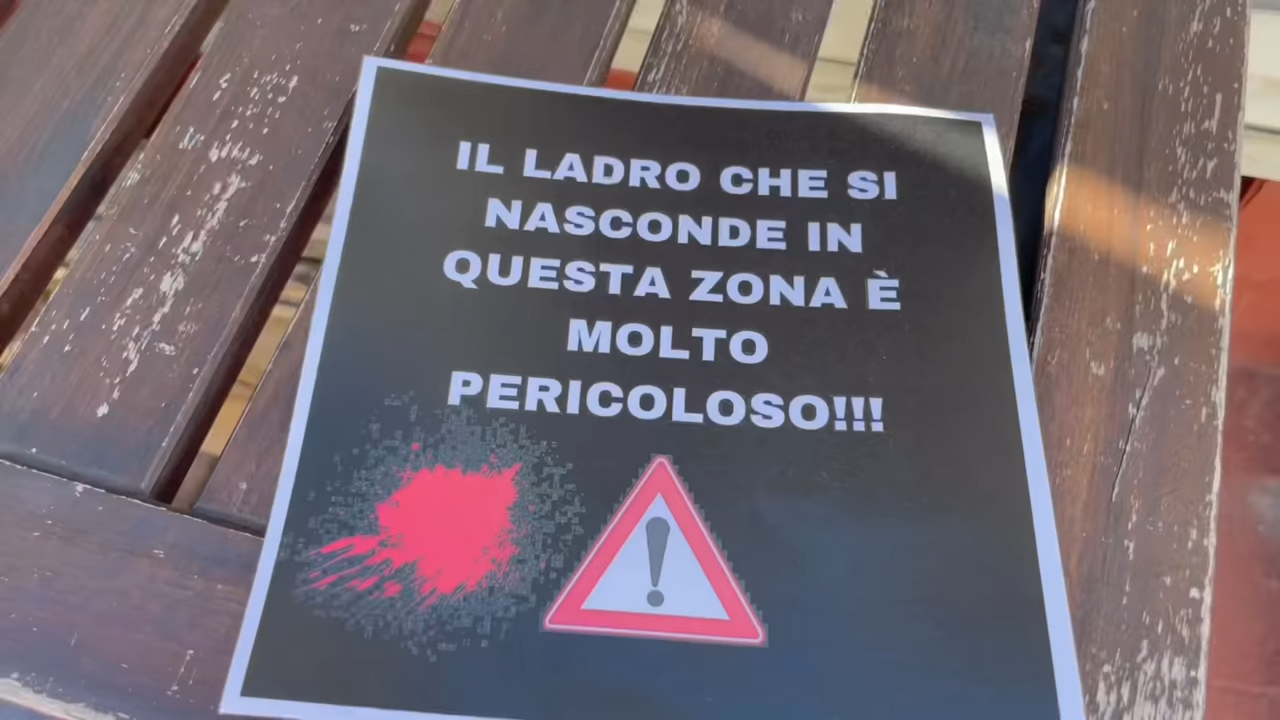 IL LADRO CHE SI
NASCONDE IN
QUESTA ZONA È
MOLTO
PERICOLOSO!!!